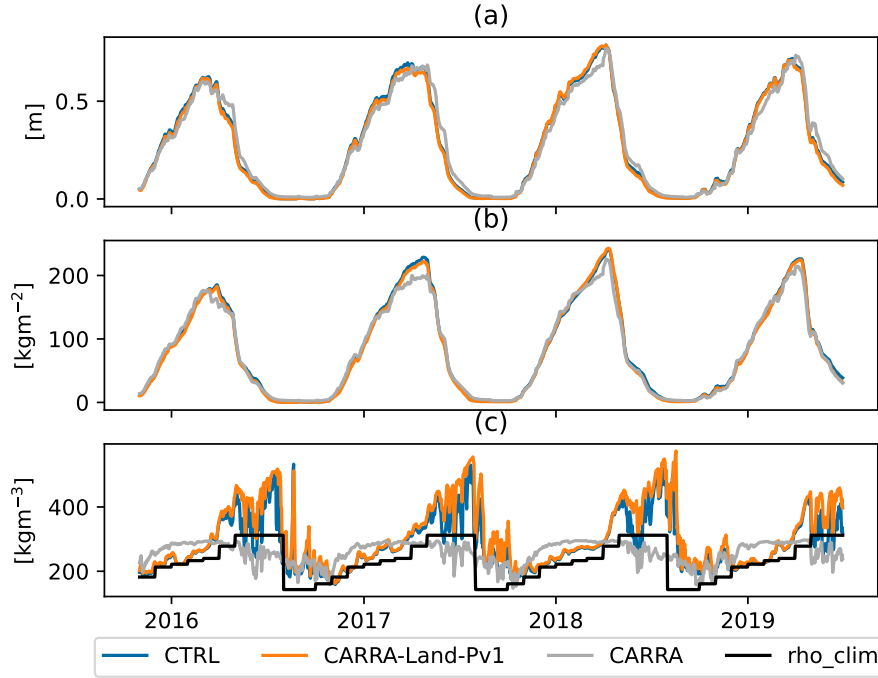 (a)
0.5
0.0
[m]
(b)
200
100
0
[kgm⁻²]
(c)
400
200
[kgm⁻³]
2016 2017 2018 2019
CTRL CARRA-Land-Pv1 CARRA rho_clim